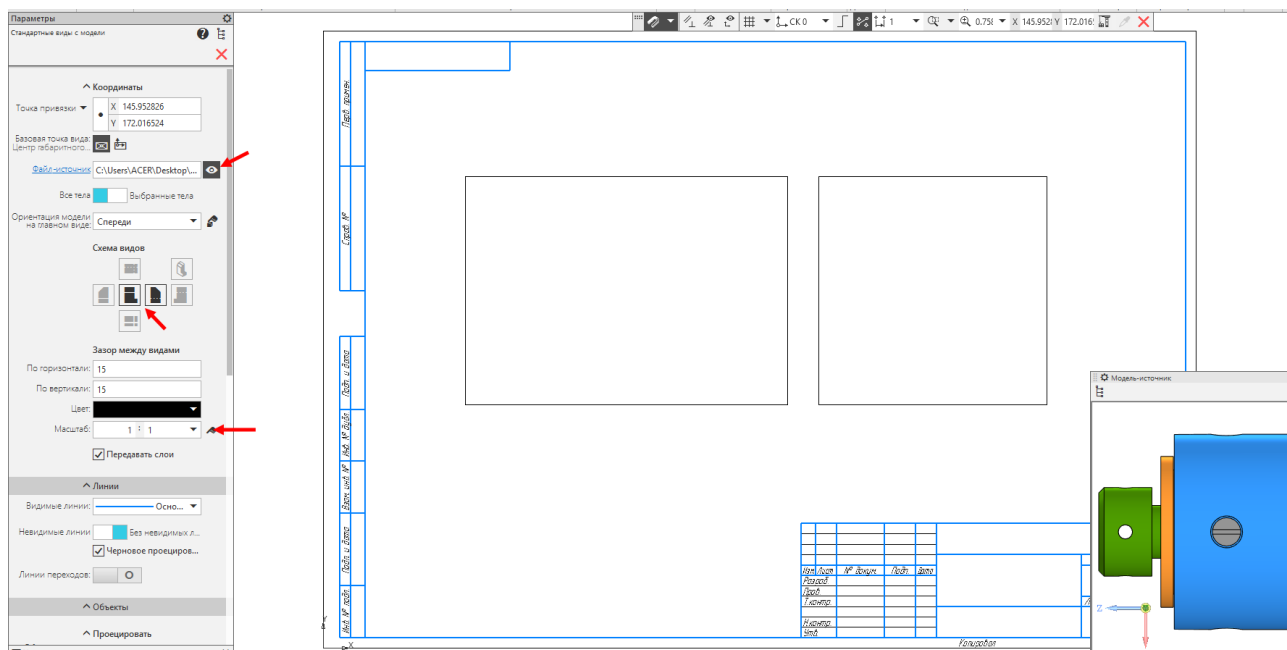 Параметры
Стандартные виды с модели
Координаты
Точка привязки
X 145.952826
Y 172.016524
Базовая точка вида:
Центр габаритного...
Файл-источник C:\Users\ACER\Desktop\...
Все тела Выбранные тела
Ориентация модели на главном виде: Спереди
Схема видов
Зазор между видами
По горизонтали: 15
По вертикали: 15
Цвет:
Масштаб: 1 : 1
Передавать слои
Линии
Видимые линии: Осно...
Невидимые линии Без невидимых л...
Черновое проециров...
Линии переходов:
Объекты
Проецировать
СК 0 1 0.75 X 145.952 Y 172.016
Перв. примен.
Справ. №
Подп. и дата
Инв. № дубл.
Взам. инв. №
Подп. и дата
Инв. № подл.
Y
X
Изм. Лист № докум. Подп. Дата
Разраб.
Пров.
Т.контр.
Н.контр.
Утв.
Копировал
Модель-источник
Z